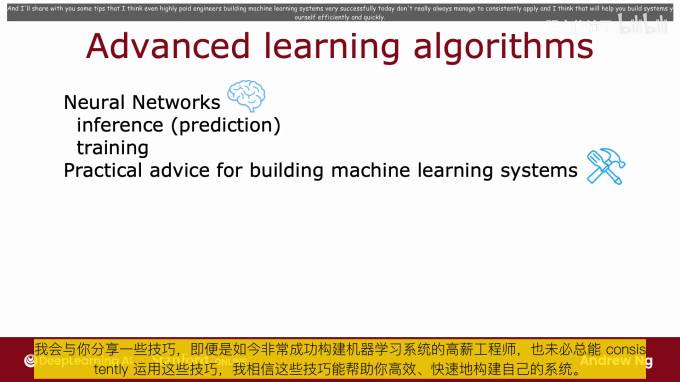 And I'll share with you some tips that I think even highly paid engineers building machine learning systems very successfully today don't really always manage to consistently apply and I think that will help you build systems y
ourself efficiently and quickly.
bilibili
Advanced learning algorithms
Neural Networks
inference (prediction)
training
Practical advice for building machine learning systems
我会与你分享一些技巧，即便是如今非常成功构建机器学习系统的高薪工程师，也未必总能 consis
tently 运用这些技巧，我相信这些技巧能帮助你高效、快速地构建自己的系统。
DeepLearning.AI
Stanford ONLINE
Andrew Ng